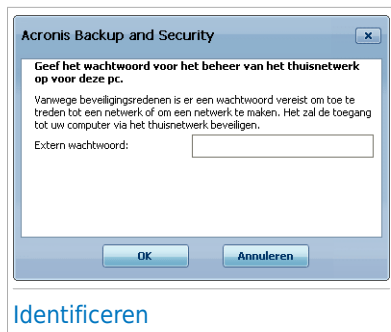 Acronis Backup and Security
Geef het wachtwoord voor het beheer van het thuisnetwerk
op voor deze pc.
Vanwege beveiligingsredenen is er een wachtwoord vereist om toe te
treden tot een netwerk of om een netwerk te maken. Het zal de toegang
tot uw computer via het thuisnetwerk beveiligen.
Extern wachtwoord:
OK
Annuleren
Identificeren